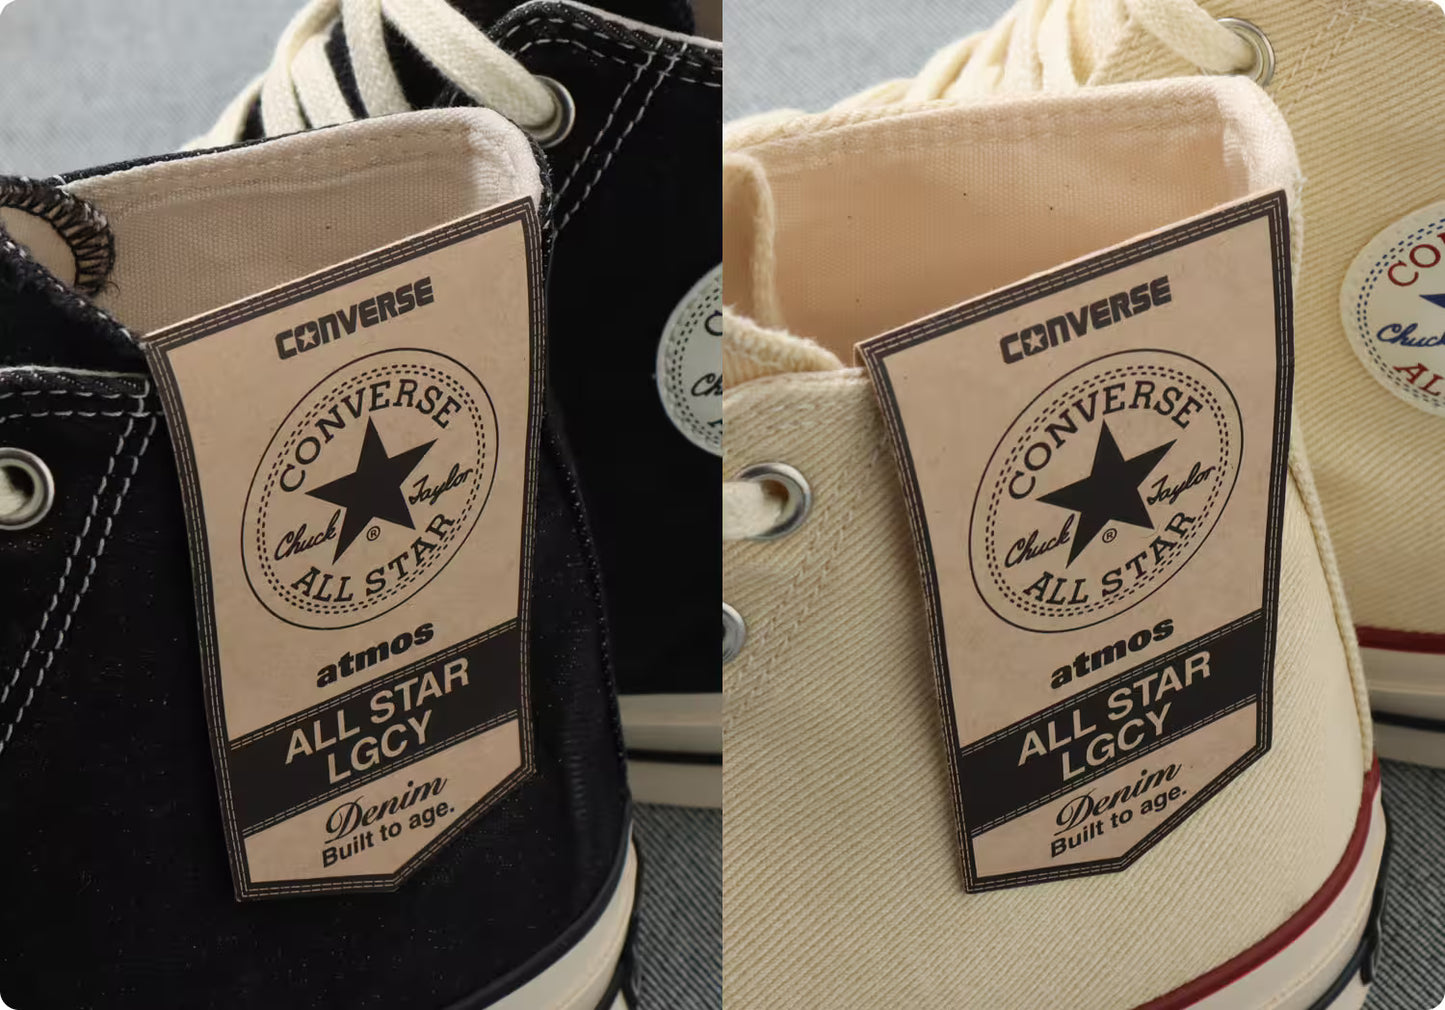 CONVERSE
CONVERSE
Chuck Taylor
®
ALL STAR
atmos
ALL STAR
LGCY
Denim
Built to age.
CONVERSE
CONVERSE
Chuck Taylor
®
ALL STAR
atmos
ALL STAR
LGCY
Denim
Built to age.
Chuck